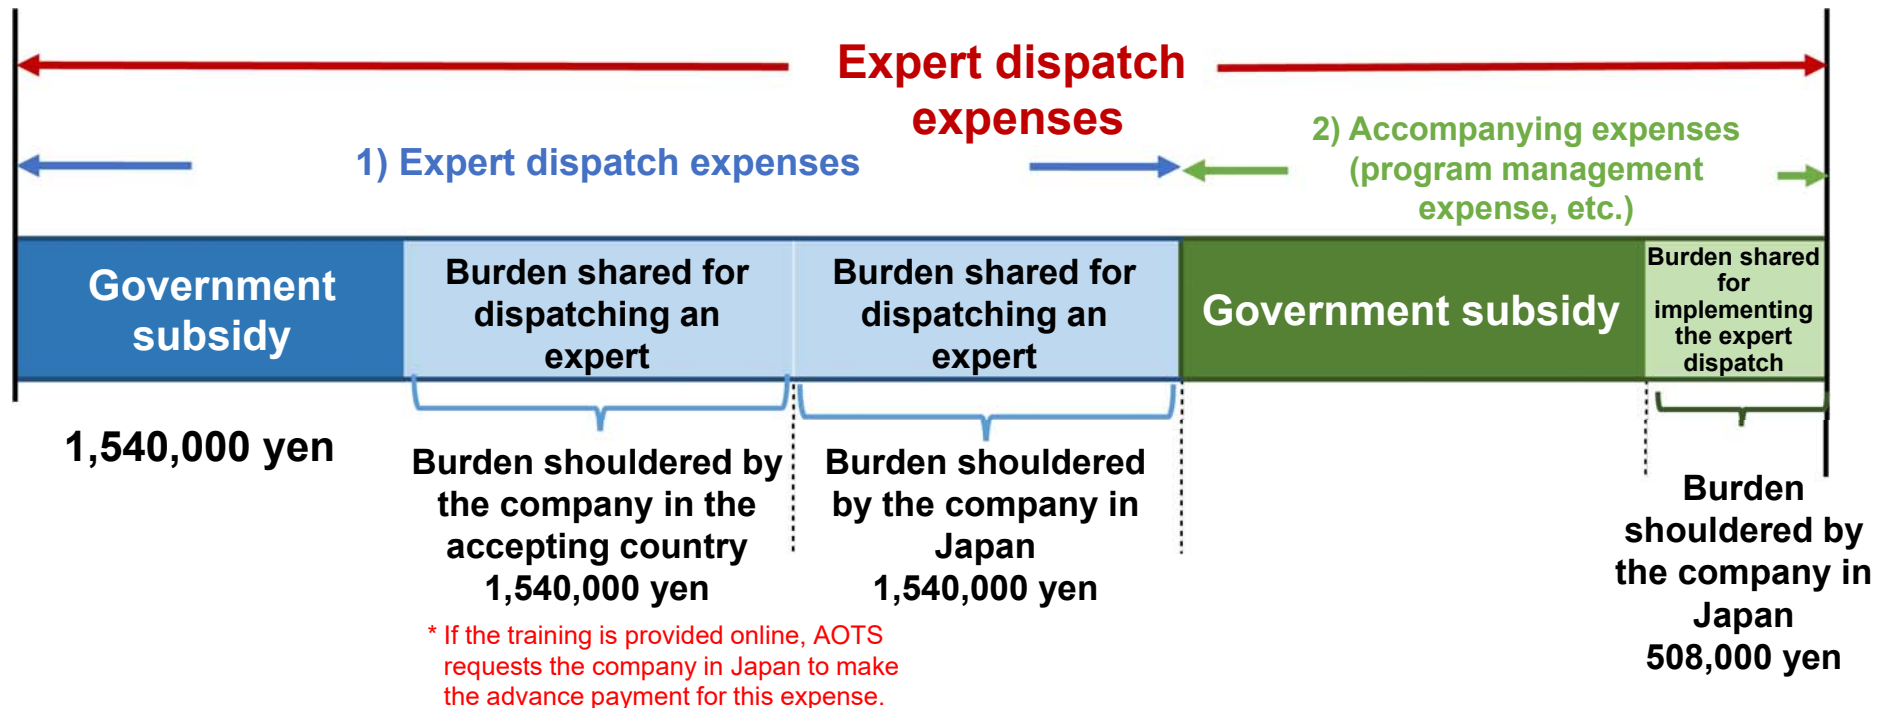 Expert dispatch
expenses
1) Expert dispatch expenses
2) Accompanying expenses
(program management
expense, etc.)
Government
subsidy
Burden shared for
dispatching an
expert
Burden shared for
dispatching an
expert
Government subsidy
Burden shared
for
implementing
the expert
dispatch
1,540,000 yen
Burden shouldered by
the company in the
accepting country
1,540,000 yen
* If the training is provided online, AOTS
requests the company in Japan to make
the advance payment for this expense.
Burden shouldered
by the company in
Japan
1,540,000 yen
Burden
shouldered by
the company in
Japan
508,000 yen